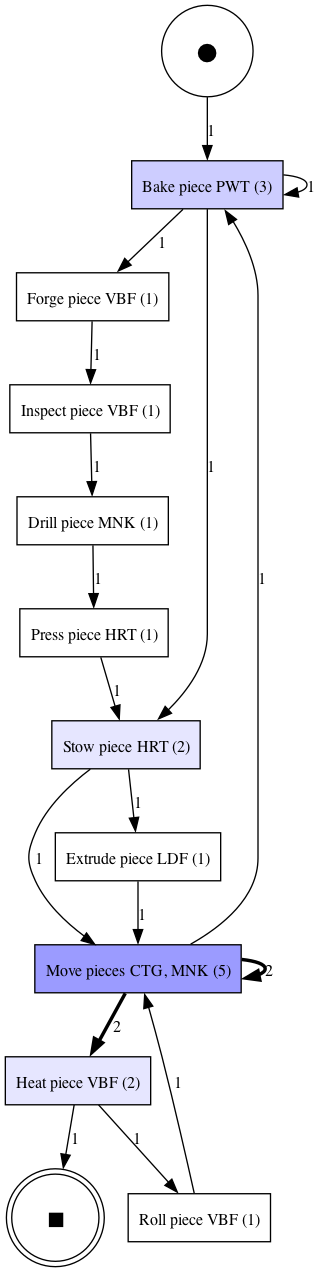 1
Bake piece PWT (3)
1
1
Forge piece VBF (1)
1
Inspect piece VBF (1)
1
1
Drill piece MNK (1)
1
1
Press piece HRT (1)
1
Stow piece HRT (2)
1
1
Extrude piece LDF (1)
1
Move pieces CTG, MNK (5)
2
2
Heat piece VBF (2)
1
1
1
Roll piece VBF (1)